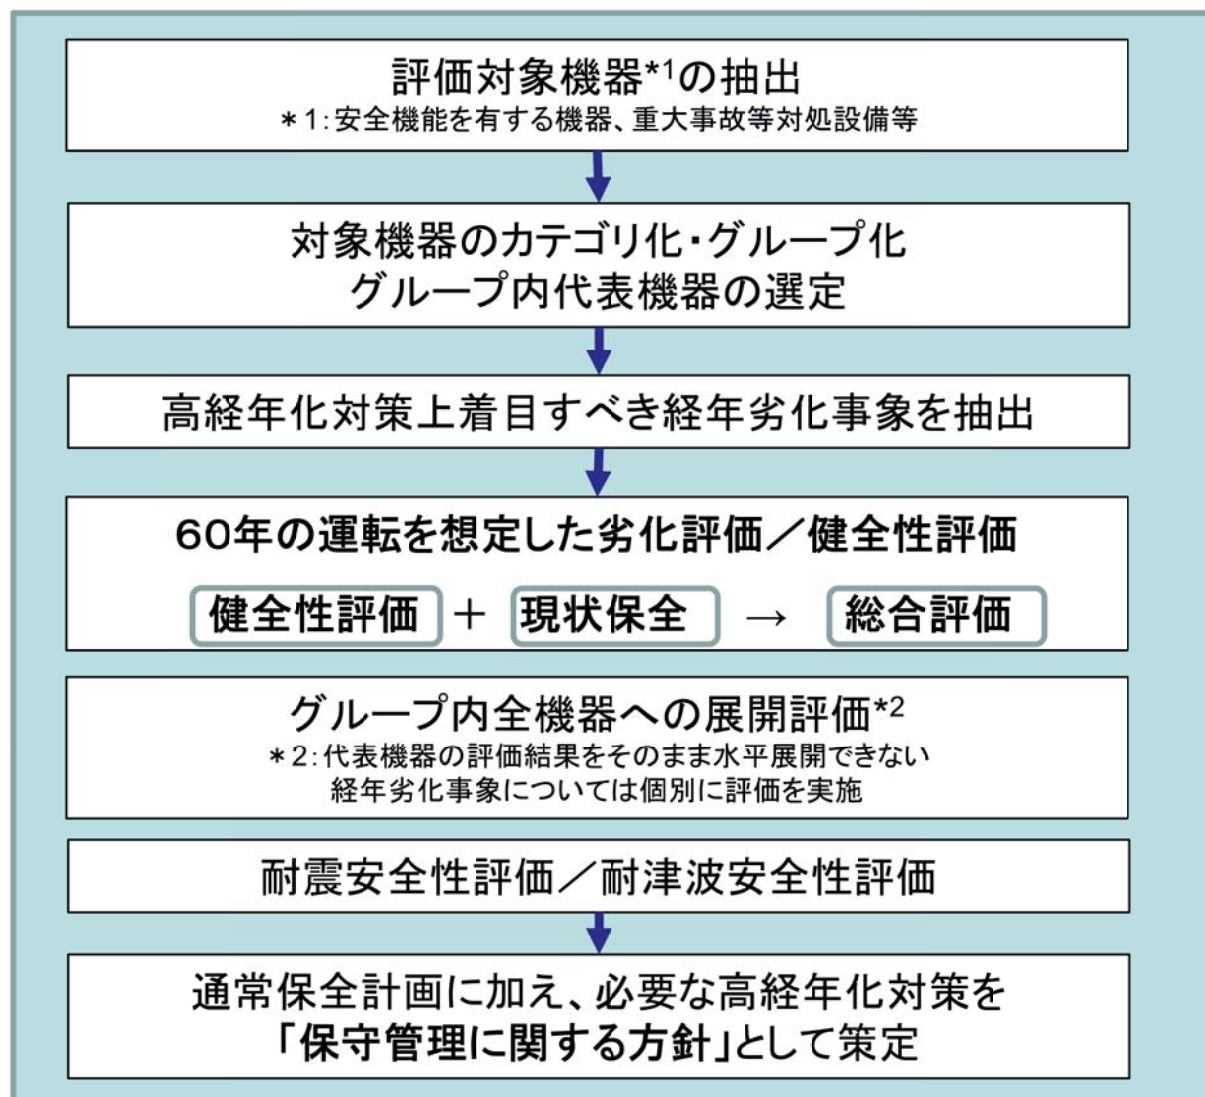 評価対象機器*1の抽出
＊1：安全機能を有する機器、重大事故等対処設備等
対象機器のカテゴリ化・グループ化
グループ内代表機器の選定
高経年化対策上着目すべき経年劣化事象を抽出
60年の運転を想定した劣化評価／健全性評価
健全性評価 ＋ 現状保全 → 総合評価
グループ内全機器への展開評価*2
＊2：代表機器の評価結果をそのまま水平展開できない
経年劣化事象については個別に評価を実施
耐震安全性評価／耐津波安全性評価
通常保全計画に加え、必要な高経年化対策を
「保守管理に関する方針」として策定